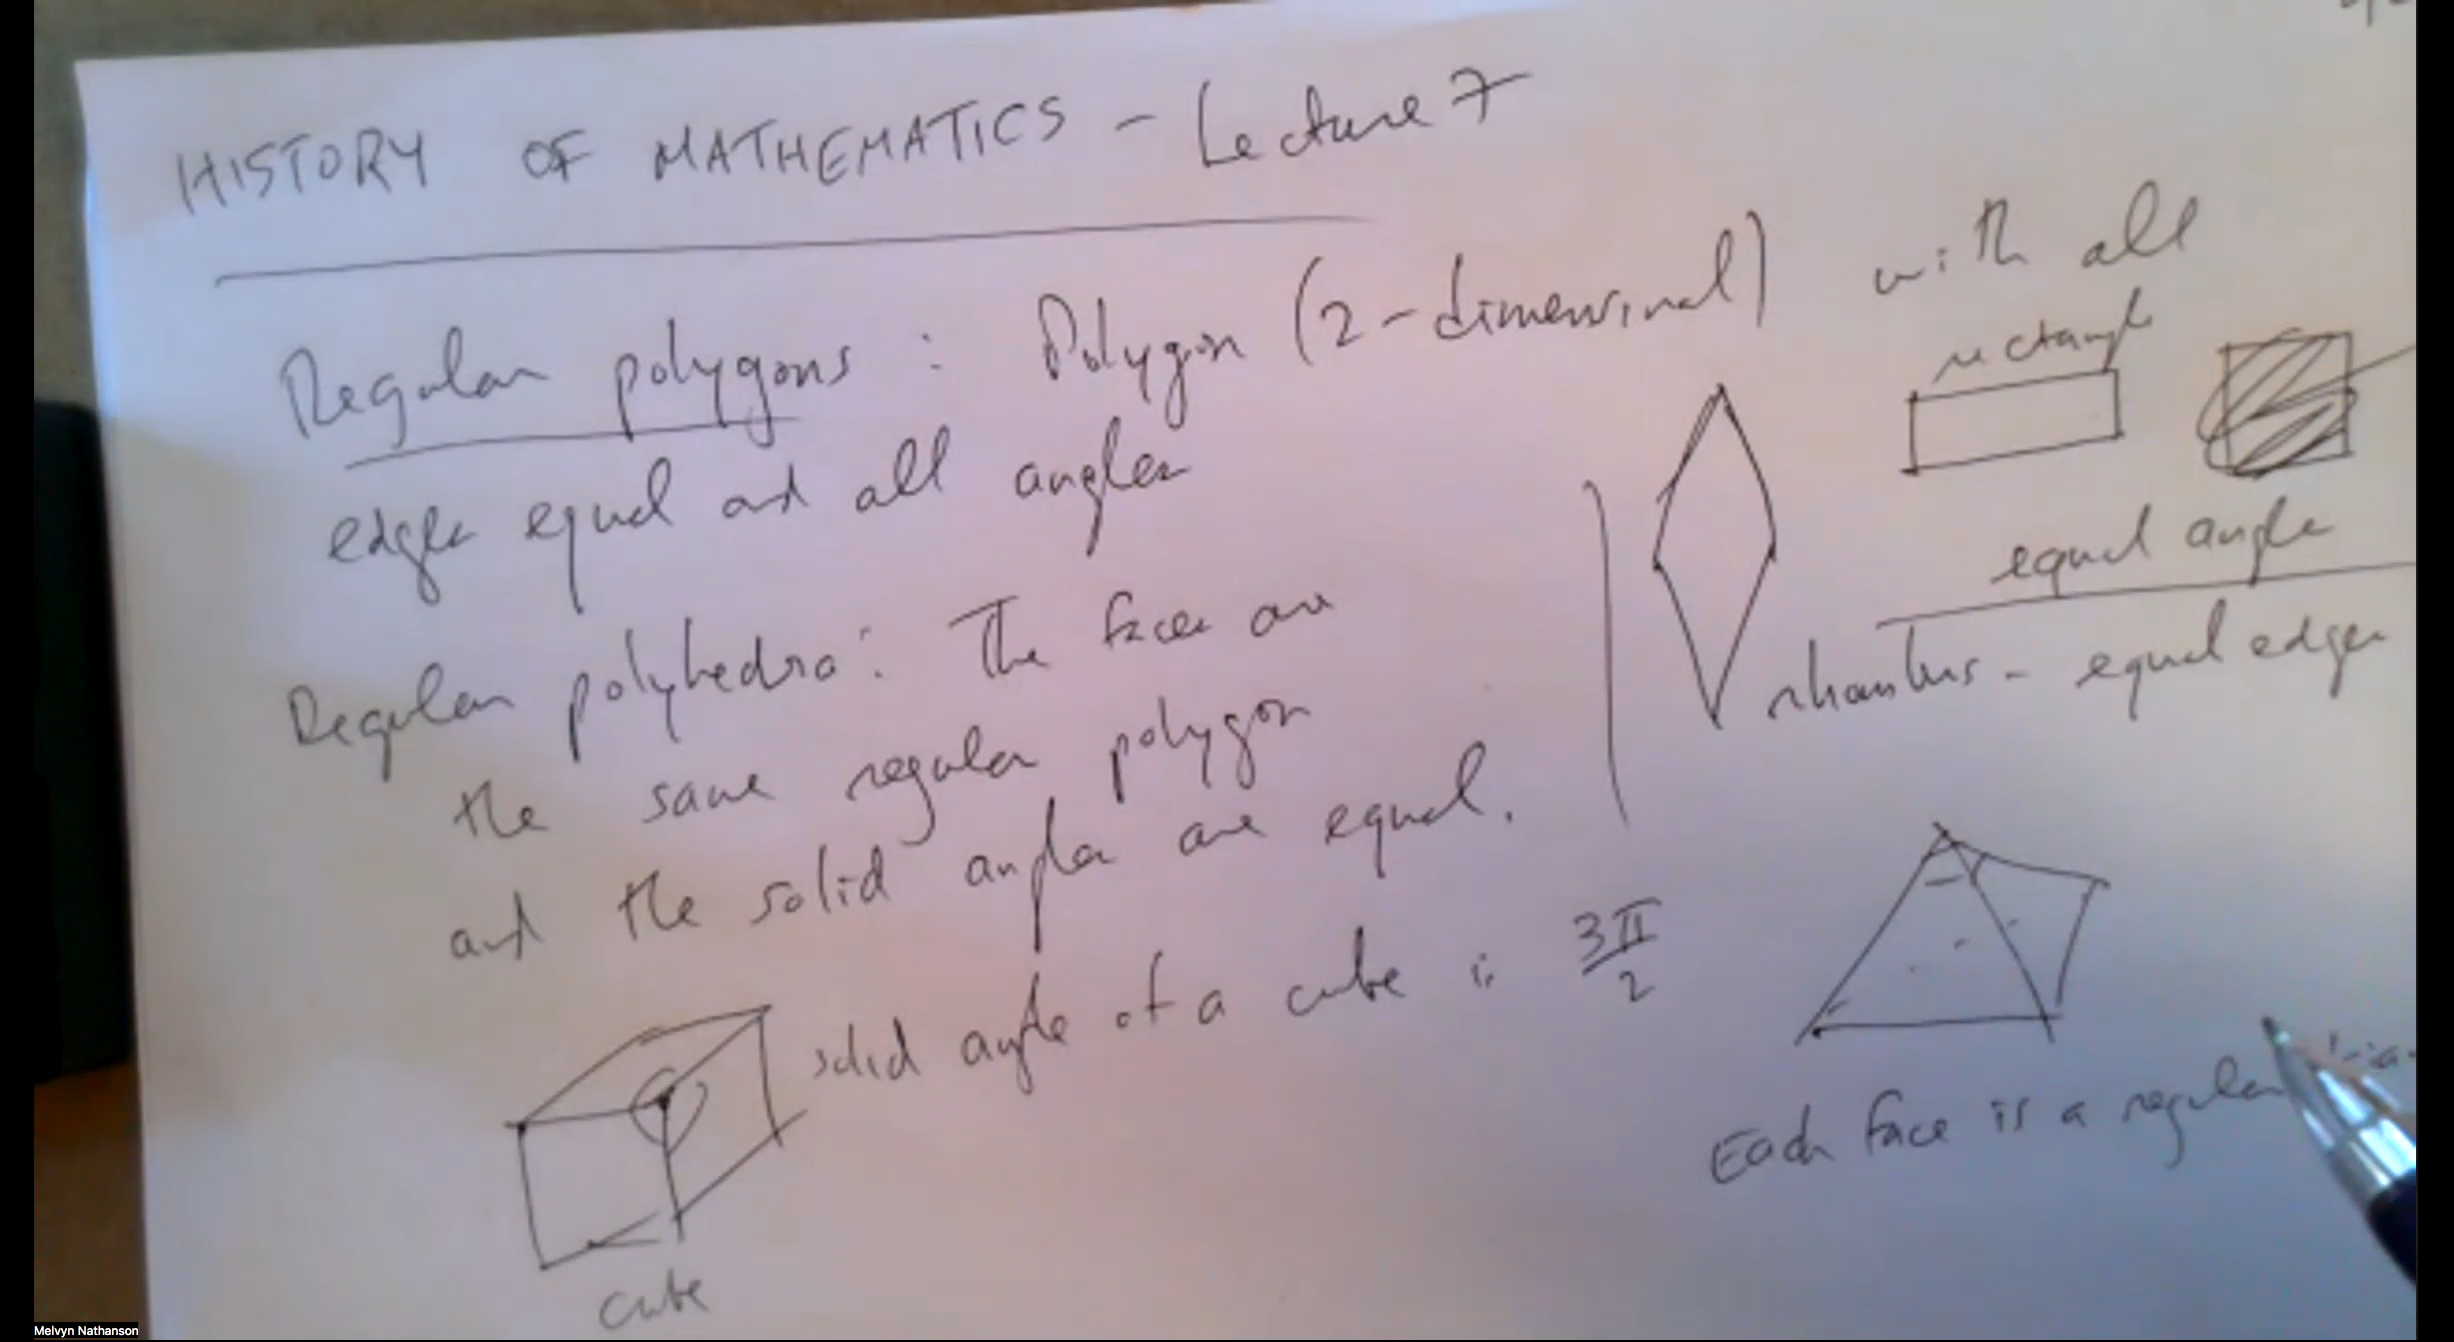 HISTORY OF MATHEMATICS - Lecture 7
Regular polygons : Polygon (2-dimensional) with all
edges equal and all angles
rectangle
equal angle
rhombus - equal edges
Regular polyhedra: The faces are
the same regular polygon
and the solid angles are equal.
solid angle of a cube is 3π/2
cube
Each face is a regular
Melvyn Nathanson